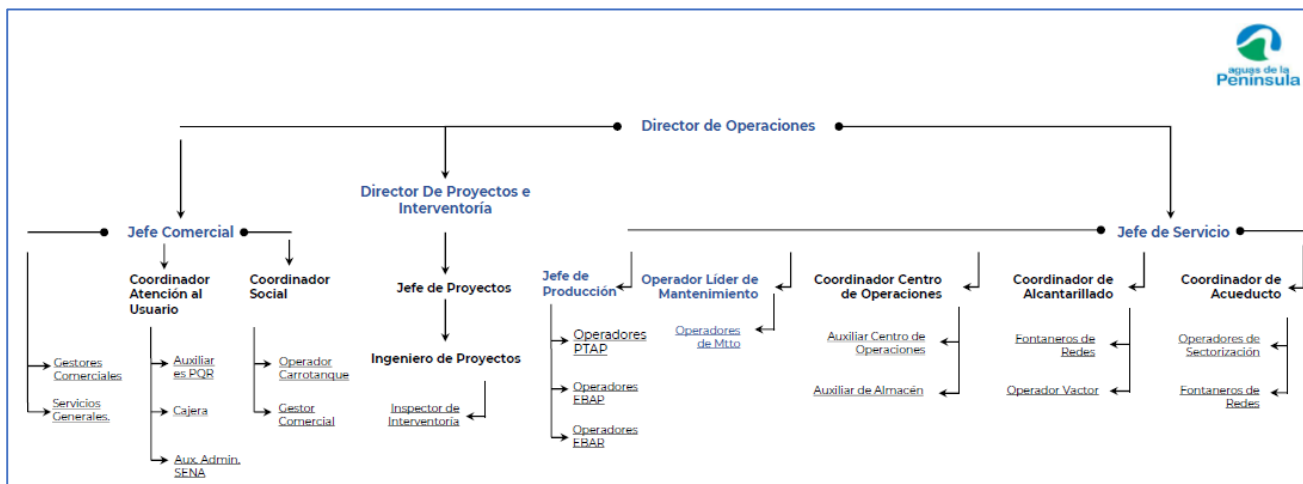 aguas de la
Península
Director de Operaciones
Director De Proyectos e
Interventoría
Jefe Comercial
Jefe de Servicio
Coordinador
Atención al
Usuario
Coordinador
Social
Jefe de Proyectos
Jefe de
Producción
Operador Líder de
Mantenimiento
Coordinador Centro
de Operaciones
Coordinador de
Alcantarillado
Coordinador de
Acueducto
Gestores
Comerciales
Servicios
Generales.
Auxiliar
es PQR
Cajera
Aux. Admin.
SENA
Operador
Carrotanque
Gestor
Comercial
Ingeniero de Proyectos
Inspector de
Interventoría
Operadores
PTAP
Operadores
EBAP
Operadores
EBAR
Operadores
de Mtto
Auxiliar Centro de
Operaciones
Auxiliar de Almacén
Fontaneros de
Redes
Operador Vactor
Operadores de
Sectorización
Fontaneros de
Redes